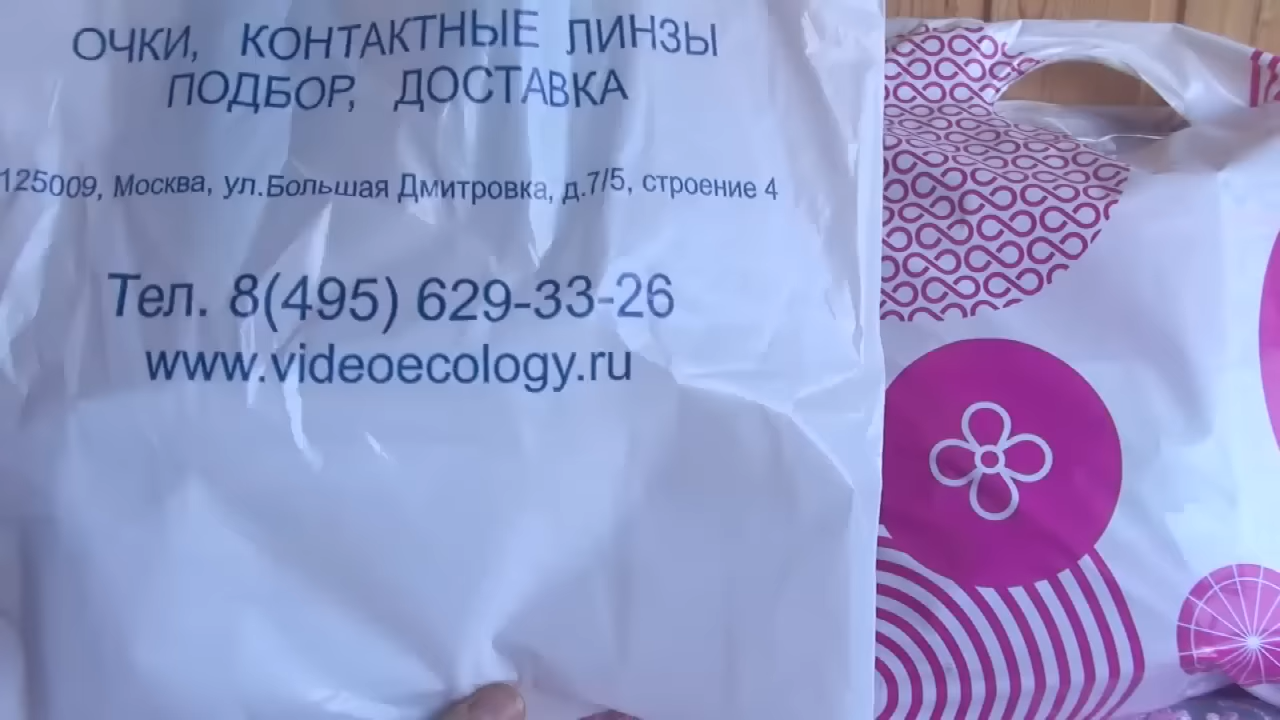 ОЧКИ, КОНТАКТНЫЕ ЛИНЗЫ
ПОДБОР, ДОСТАВКА
125009, Москва, ул.Большая Дмитровка, д.7/5, строение 4
Тел. 8(495) 629-33-26
www.videoecology.ru